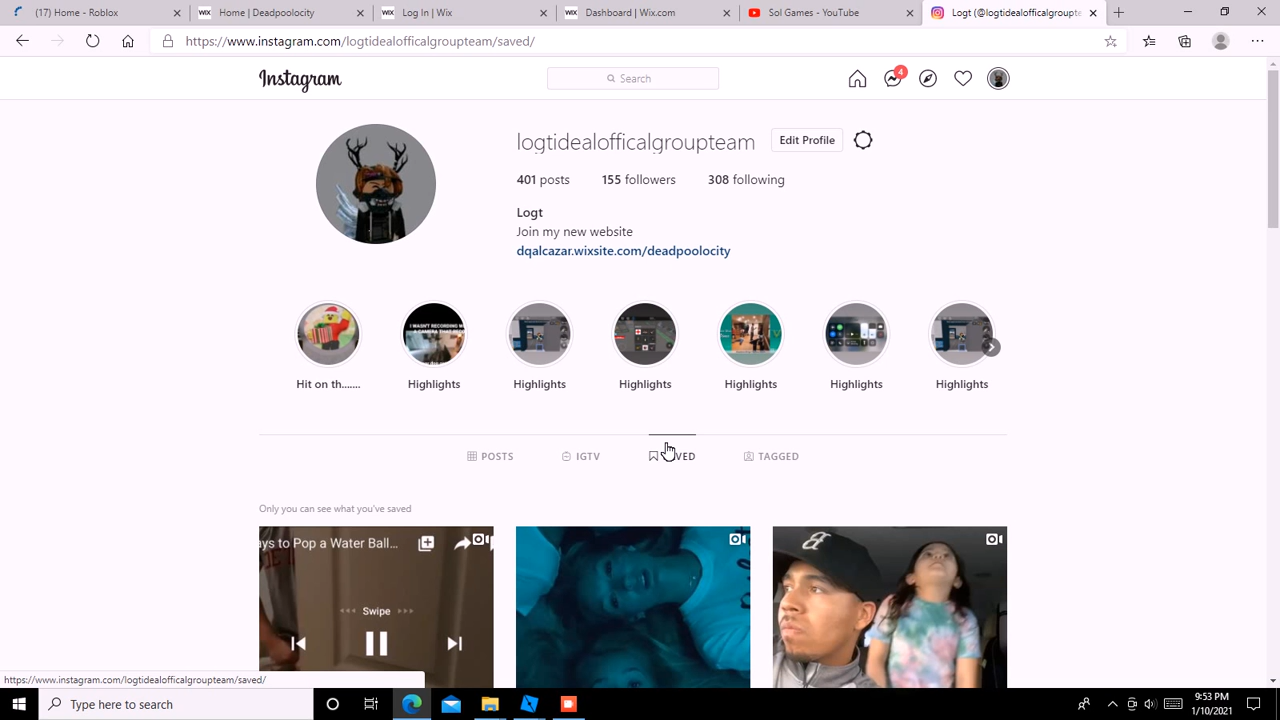 (17) Home - Roblox
Home | Deadpoolocity
Log In | Wix
Dashboard | Wix.com
Sol Games - YouTube
Logt (@logtidealofficalgroupte
https://www.instagram.com/logtidealofficalgroupteam/saved/
Instagram
Search
4
logtidealofficalgroupteam
Edit Profile
401 posts 155 followers 308 following
Logt
Join my new website
dqalcazar.wixsite.com/deadpoolocity
I WASN'T RECORDING
Hit on th....... Highlights Highlights Highlights Highlights Highlights Highlights
POSTS IGTV VED TAGGED
Only you can see what you've saved
ays to Pop a Water Ball...
Swipe
https://www.instagram.com/logtidealofficalgroupteam/saved/
Type here to search
9:53 PM
1/10/2021